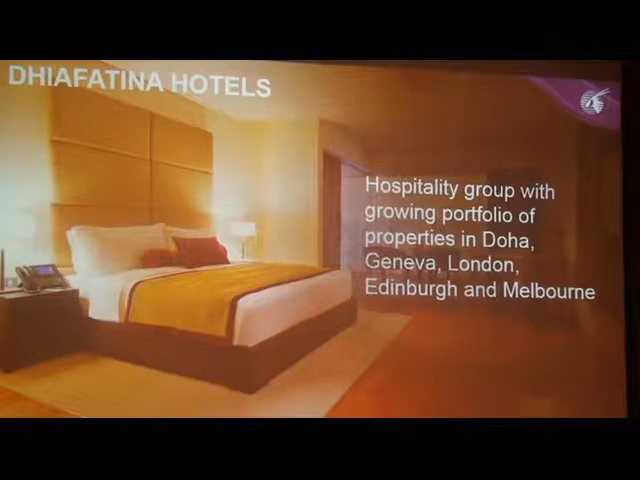 DHIAFATINA HOTELS
Hospitality group with
growing portfolio of
properties in Doha,
Geneva, London,
Edinburgh and Melbourne